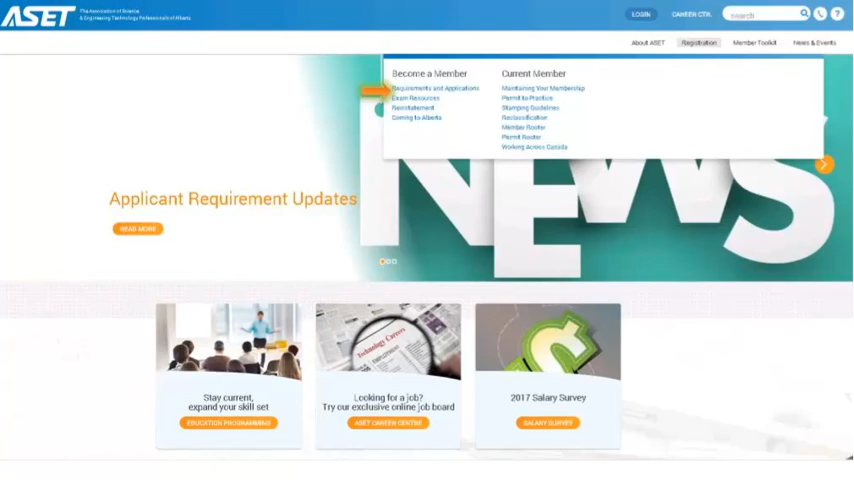 ASET
The Association of Science
& Engineering Technology Professionals of Alberta
LOGIN
CAREER CTR.
search
?
About ASET
Registration
Member Toolkit
News & Events
Become a Member
Requirements and Applications
Exam Resources
Reinstatement
Coming to Alberta
Current Member
Maintaining Your Membership
Permit to Practice
Stamping Guidelines
Reclassification
Member Roster
Permit Roster
Working Across Canada
NEWS
Applicant Requirement Updates
READ MORE
Technology Careers
EMPLOYMENT
Stay current,
expand your skill set
EDUCATION PROGRAMMING
Looking for a job?
Try our exclusive online job board
ASET CAREER CENTRE
2017 Salary Survey
SALARY SURVEY